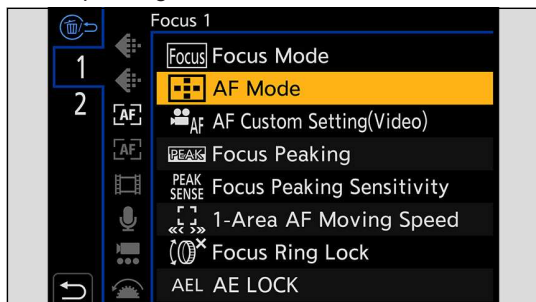 Focus 1
1
2
[AF]
[AF]
Focus Focus Mode
AF Mode
AF AF Custom Setting(Video)
PEAK Focus Peaking
PEAK SENSE Focus Peaking Sensitivity
1-Area AF Moving Speed
Focus Ring Lock
AEL AE LOCK